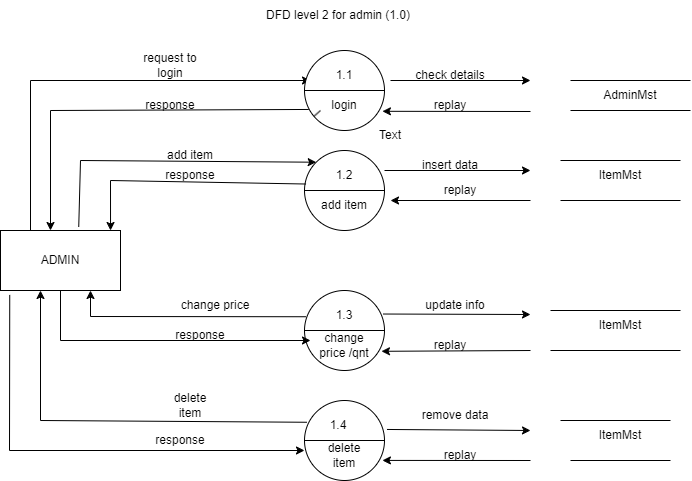 DFD level 2 for admin (1.0)
request to
login
1.1
check details
response
login
replay
AdminMst
Text
add item
1.2
insert data
ItemMst
response
add item
replay
ADMIN
change price
1.3
update info
ItemMst
response
change
price /qnt
replay
delete
item
1.4
remove data
ItemMst
response
delete
item
replay